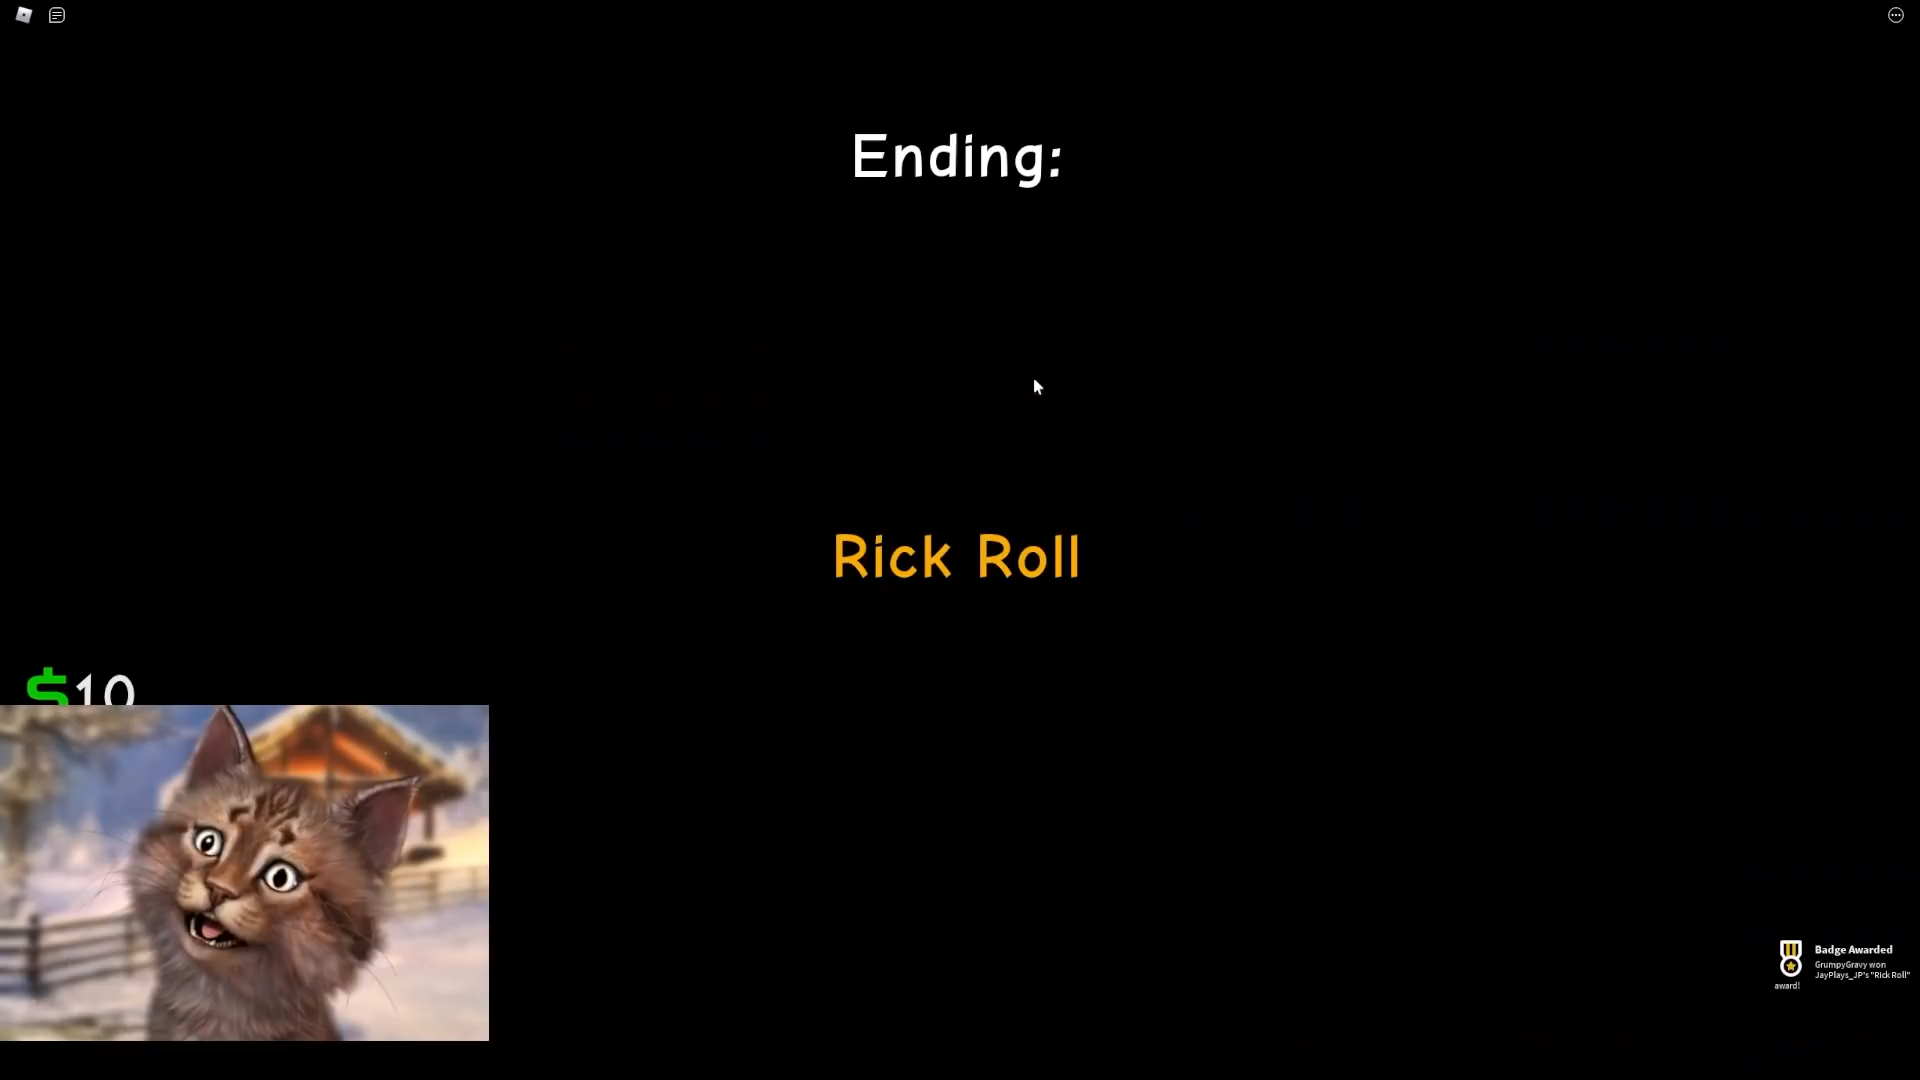 Ending:
Rick Roll
$10
Badge Awarded
GrumpyGravy won
JayPlays_JP's "Rick Roll"
award!